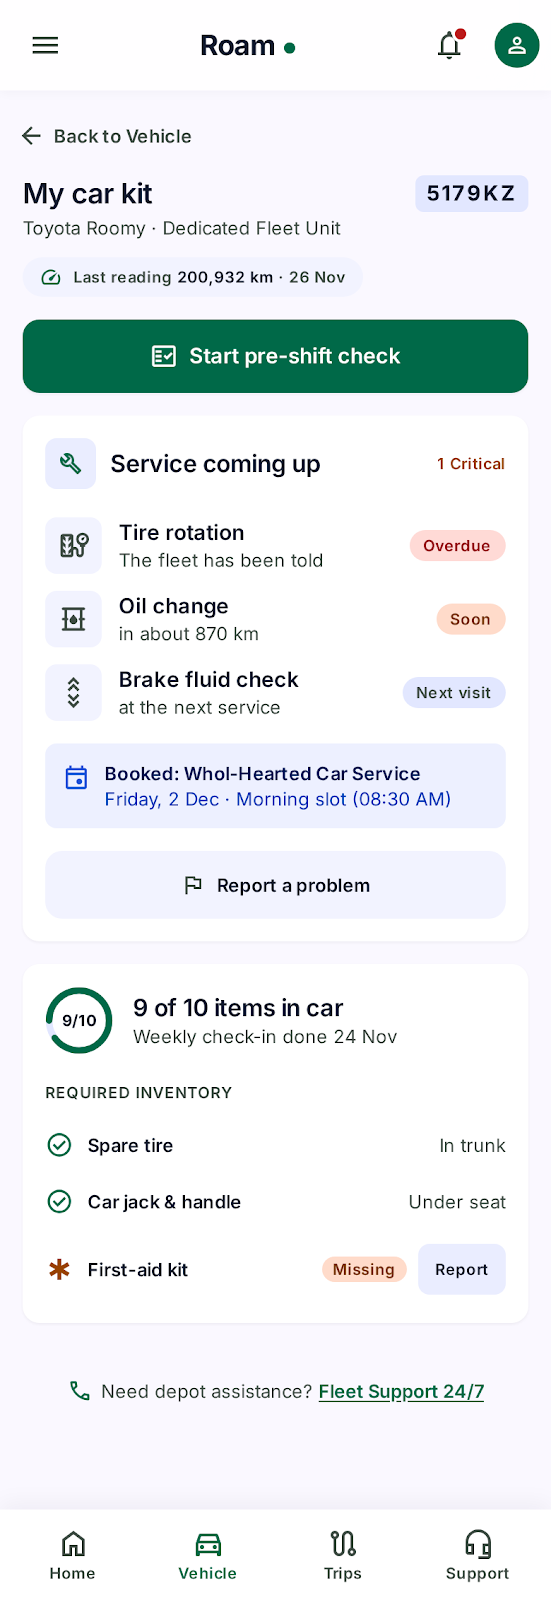 Roam
Back to Vehicle
My car kit
5179KZ
Toyota Roomy · Dedicated Fleet Unit
Last reading 200,932 km · 26 Nov
Start pre-shift check
Service coming up
1 Critical
Tire rotation
The fleet has been told
Overdue
Oil change
in about 870 km
Soon
Brake fluid check
at the next service
Next visit
Booked: Whol-Hearted Car Service
Friday, 2 Dec · Morning slot (08:30 AM)
Report a problem
9/10
9 of 10 items in car
Weekly check-in done 24 Nov
REQUIRED INVENTORY
Spare tire In trunk
Car jack & handle Under seat
First-aid kit Missing Report
Need depot assistance? Fleet Support 24/7
Home Vehicle Trips Support